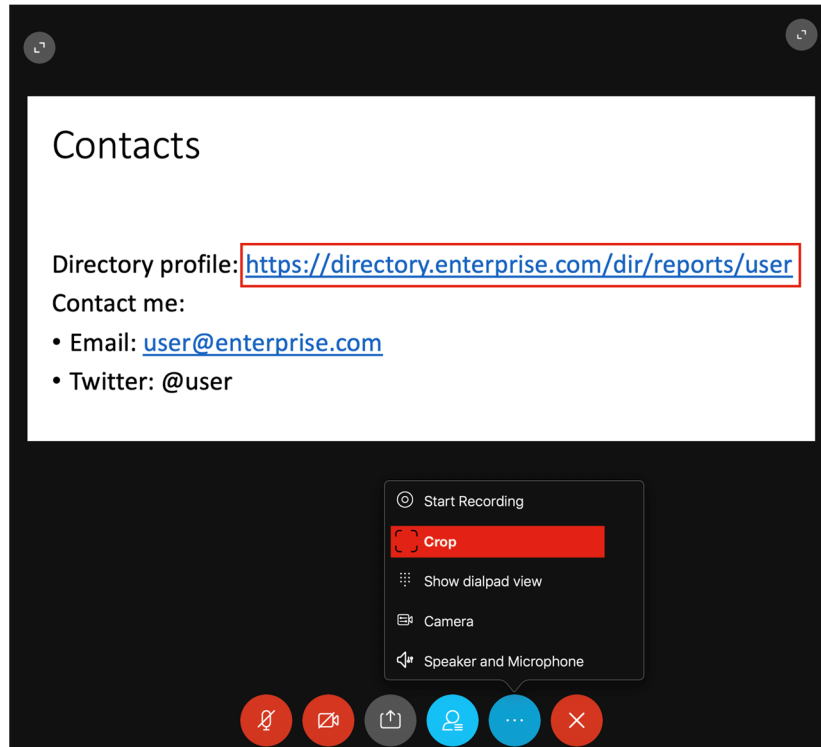 Contacts
Directory profile: https://directory.enterprise.com/dir/reports/user
Contact me:
• Email: user@enterprise.com
• Twitter: @user
Start Recording
Crop
Show dialpad view
Camera
Speaker and Microphone